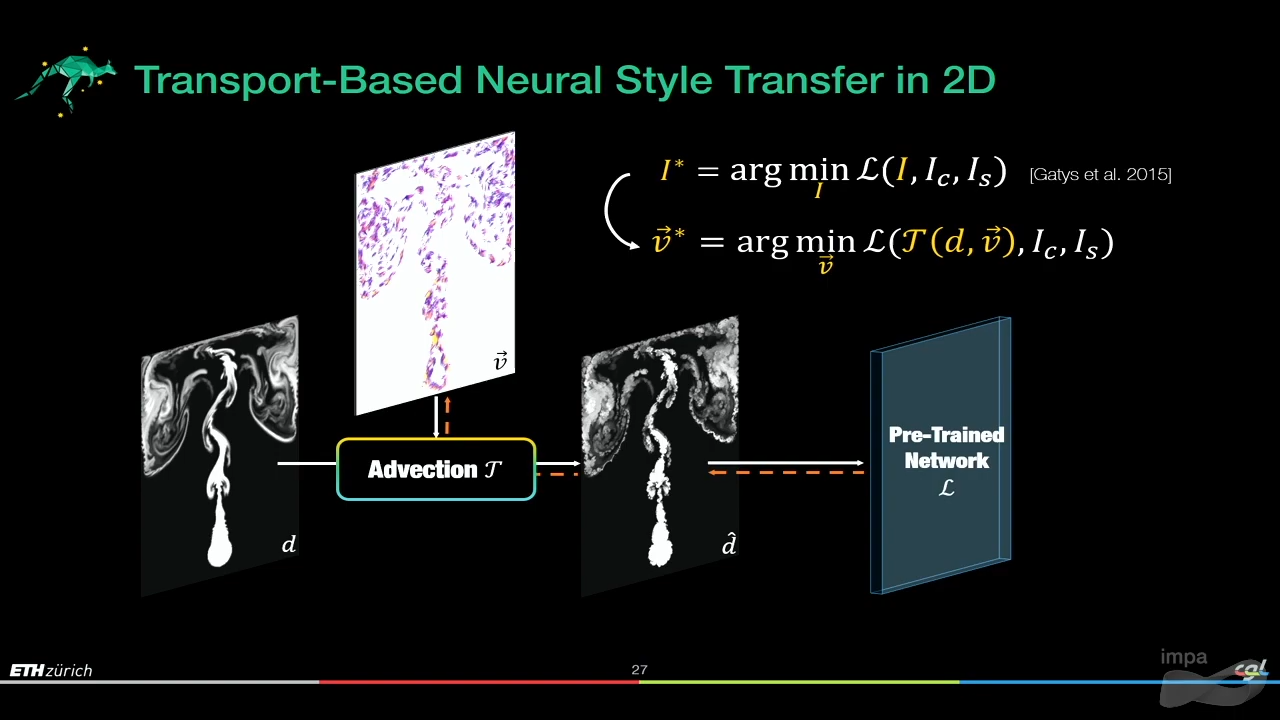 Transport-Based Neural Style Transfer in 2D
I* = arg min_I ℒ(I, I_c, I_s) [Gatys et al. 2015]
v⃗* = arg min_v⃗ ℒ(𝒯(d, v⃗), I_c, I_s)
v⃗
Advection 𝒯
d
d̂
Pre-Trained
Network
ℒ
ETH zürich
27
impa
cgl